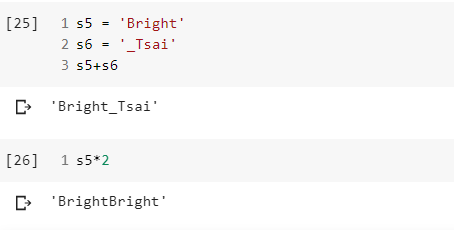 [25] 1 s5 = 'Bright'
2 s6 = '_Tsai'
3 s5+s6
'Bright_Tsai'
[26] 1 s5*2
'BrightBright'